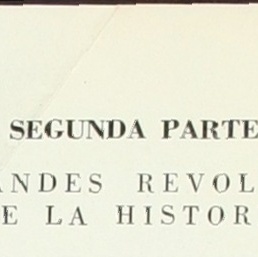 SEGUNDA PARTE
ANDES REVOL
E LA HISTOR